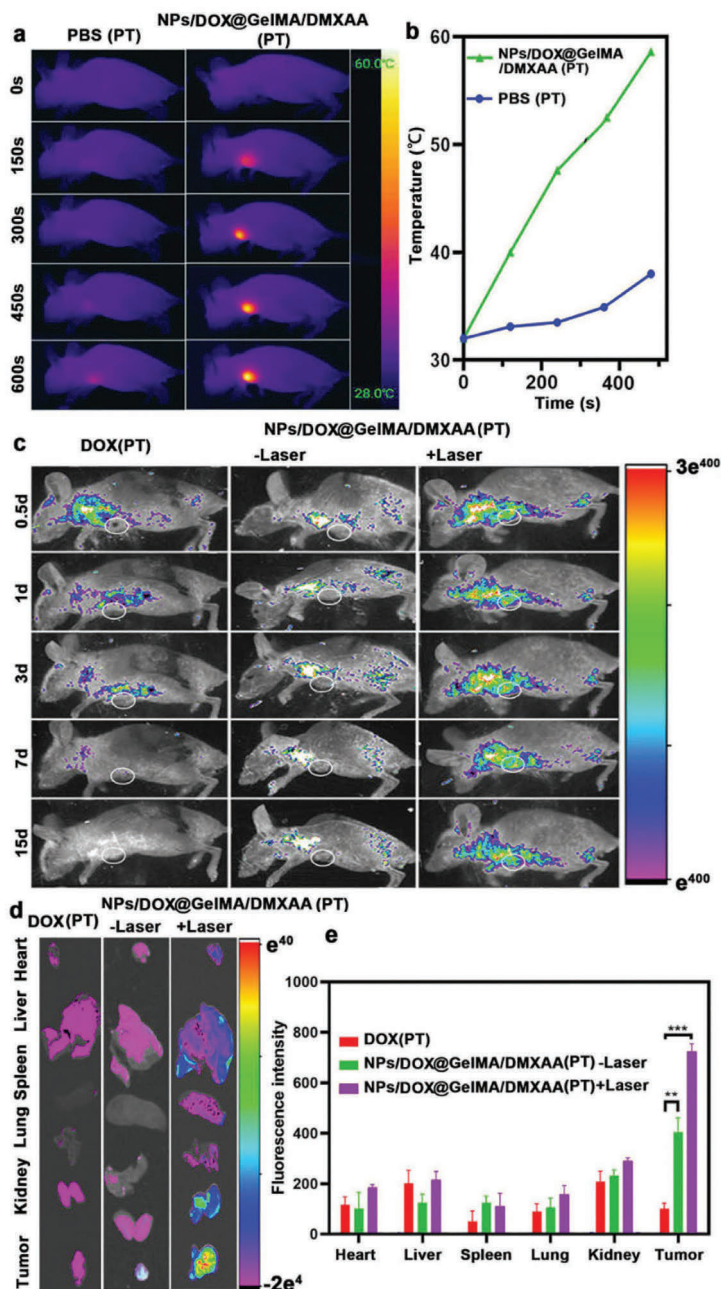 a
PBS (PT)
NPs/DOX@GelMA/DMXAA
(PT)
0s
150s
300s
450s
600s
60.0℃
28.0℃
b
NPs/DOX@GelMA
/DMXAA (PT)
PBS (PT)
Temperature (℃)
60
50
40
30
0
200
400
Time (s)
c
NPs/DOX@GelMA/DMXAA(PT)
DOX(PT)
-Laser
+Laser
0.5d
1d
3d
7d
15d
3e400
e400
d
NPs/DOX@GelMA/DMXAA (PT)
DOX(PT)
-Laser
+Laser
Heart
Liver
Spleen
Lung
Kidney
Tumor
e40
-2e4
e
Fluorescence intensity
1000
800
600
400
200
0
DOX(PT)
NPs/DOX@GelMA/DMXAA(PT) -Laser
NPs/DOX@GelMA/DMXAA(PT)+Laser
***
**
Heart
Liver
Spleen
Lung
Kidney
Tumor